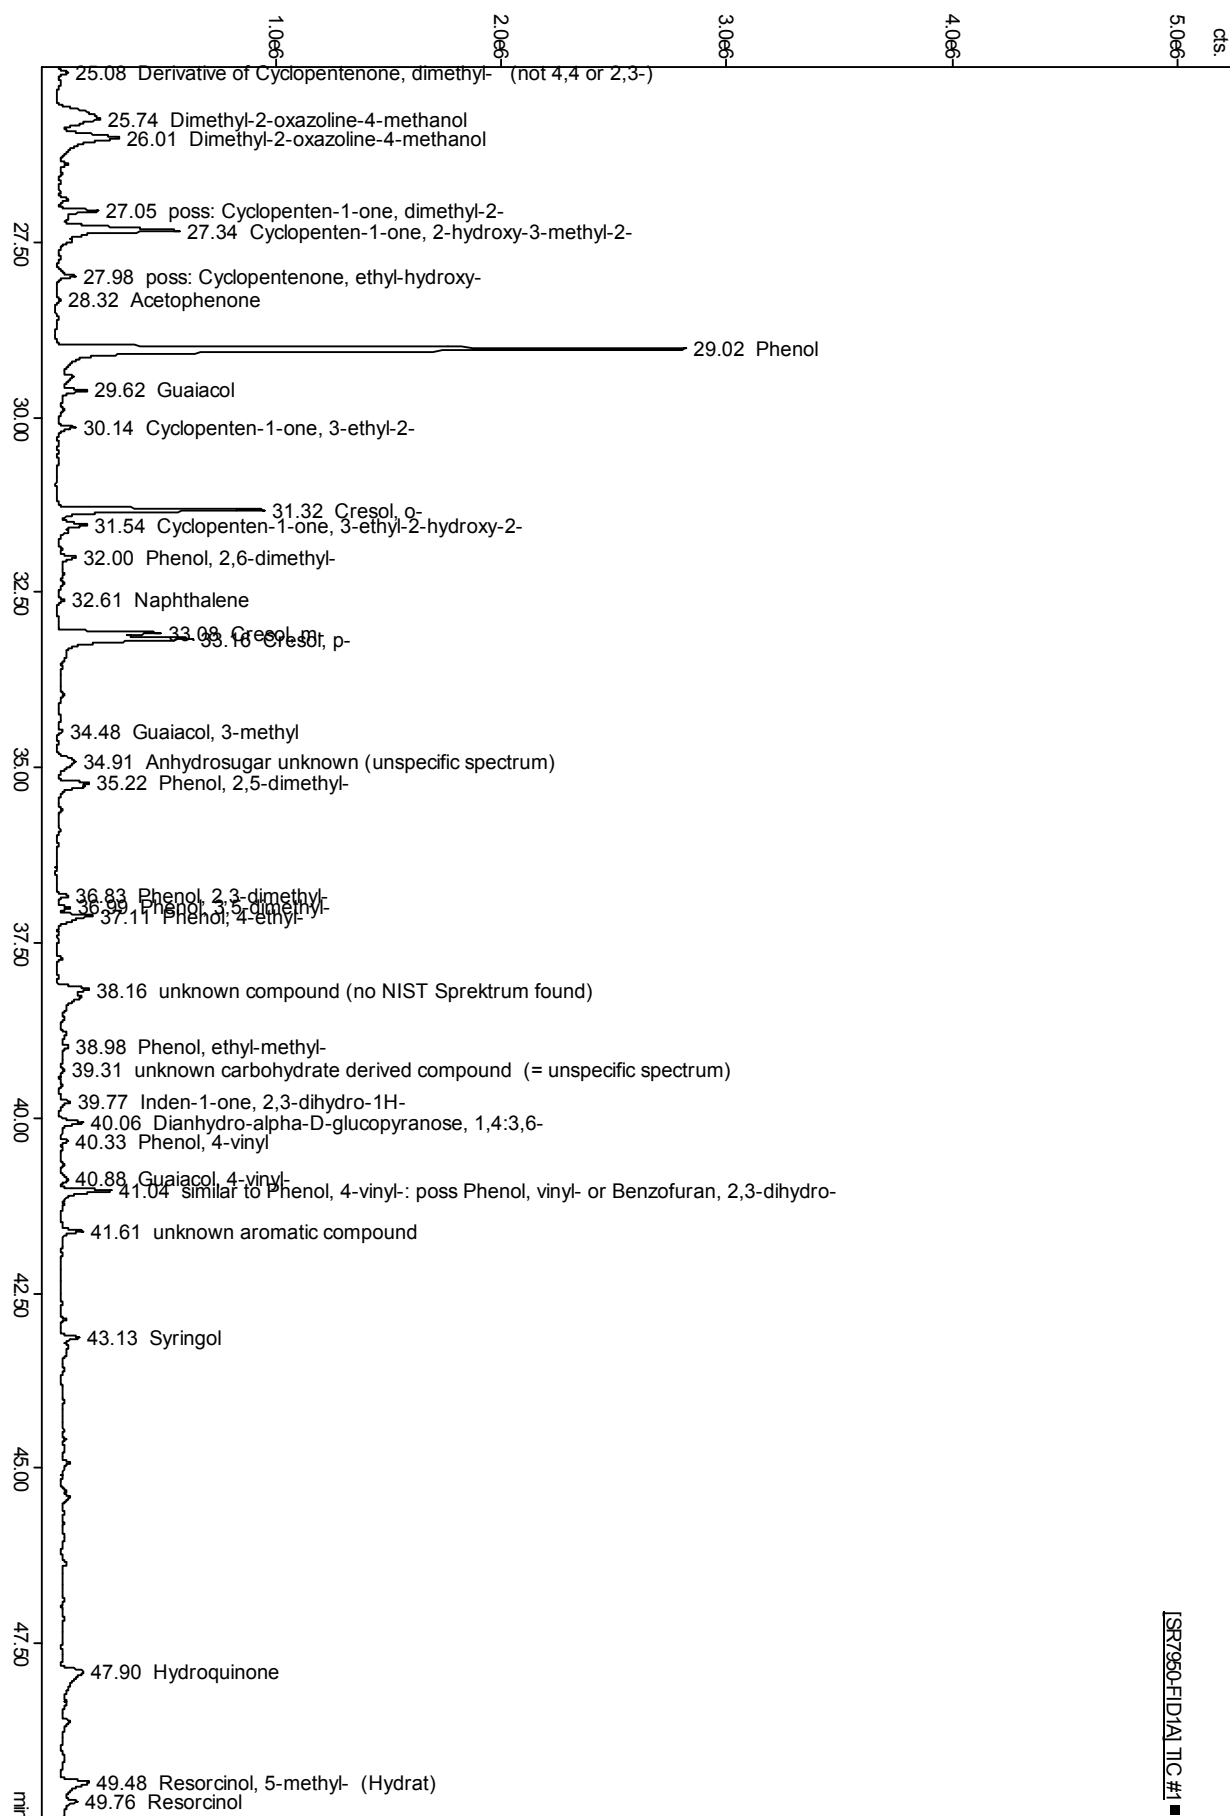 cts.
5.0e6
4.0e6
3.0e6
2.0e6
1.0e6
25.08 Derivative of Cyclopentenone, dimethyl- (not 4,4 or 2,3-)
25.74 Dimethyl-2-oxazoline-4-methanol
26.01 Dimethyl-2-oxazoline-4-methanol
27.05 poss: Cyclopenten-1-one, dimethyl-2-
27.34 Cyclopenten-1-one, 2-hydroxy-3-methyl-2-
27.50
27.98 poss: Cyclopentenone, ethyl-hydroxy-
28.32 Acetophenone
29.02 Phenol
29.62 Guaiacol
30.00
30.14 Cyclopenten-1-one, 3-ethyl-2-
31.32 Cresol, o-
31.54 Cyclopenten-1-one, 3-ethyl-2-hydroxy-2-
32.00 Phenol, 2,6-dimethyl-
32.50
32.61 Naphthalene
33.08 Cresol, m-
33.16 Cresol, p-
34.48 Guaiacol, 3-methyl
34.91 Anhydrosugar unknown (unspecific spectrum)
35.00
35.22 Phenol, 2,5-dimethyl-
36.83 Phenol, 2,3-dimethyl-
36.99 Phenol, 3,5-dimethyl-
37.11 Phenol, 4-ethyl-
37.50
38.16 unknown compound (no NIST Sprektrum found)
38.98 Phenol, ethyl-methyl-
39.31 unknown carbohydrate derived compound (= unspecific spectrum)
39.77 Inden-1-one, 2,3-dihydro-1H-
40.00
40.06 Dianhydro-alpha-D-glucopyranose, 1,4:3,6-
40.33 Phenol, 4-vinyl
40.88 Guaiacol, 4-vinyl-
41.04 similar to Phenol, 4-vinyl-: poss Phenol, vinyl- or Benzofuran, 2,3-dihydro-
41.61 unknown aromatic compound
42.50
43.13 Syringol
45.00
47.50
47.90 Hydroquinone
49.48 Resorcinol, 5-methyl- (Hydrat)
49.76 Resorcinol
min
[SR7950-FID1A] TIC #1